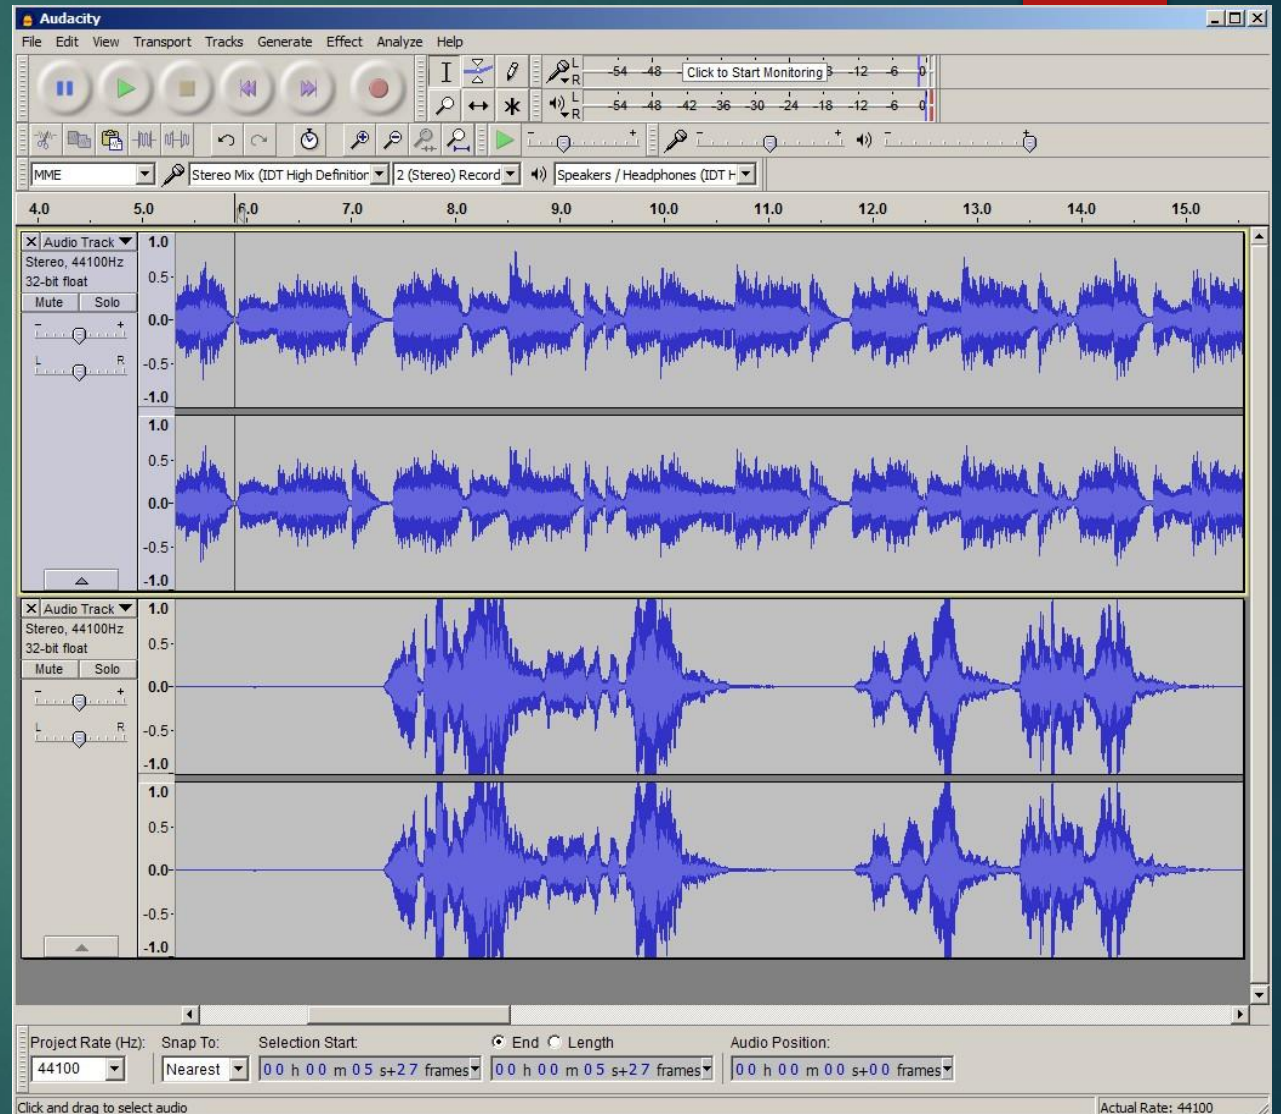 Audacity
File Edit View Transport Tracks Generate Effect Analyze Help
L R -54 -48 - Click to Start Monitoring 3 -12 -6 0
L R -54 -48 -42 -36 -30 -24 -18 -12 -6 0
- + - + - +
MME Stereo Mix (IDT High Definition 2 (Stereo) Record Speakers / Headphones (IDT H
4.0 5.0 6.0 7.0 8.0 9.0 10.0 11.0 12.0 13.0 14.0 15.0
X Audio Track 1.0
Stereo, 44100Hz
32-bit float 0.5
Mute Solo
- + 0.0
L R -0.5
-1.0
1.0
0.5
0.0
-0.5
-1.0
X Audio Track 1.0
Stereo, 44100Hz
32-bit float 0.5
Mute Solo
- + 0.0
L R -0.5
-1.0
1.0
0.5
0.0
-0.5
-1.0
Project Rate (Hz): Snap To: Selection Start: End Length Audio Position:
44100 Nearest 00 h 00 m 05 s+27 frames 00 h 00 m 05 s+27 frames 00 h 00 m 00 s+00 frames
Click and drag to select audio Actual Rate: 44100